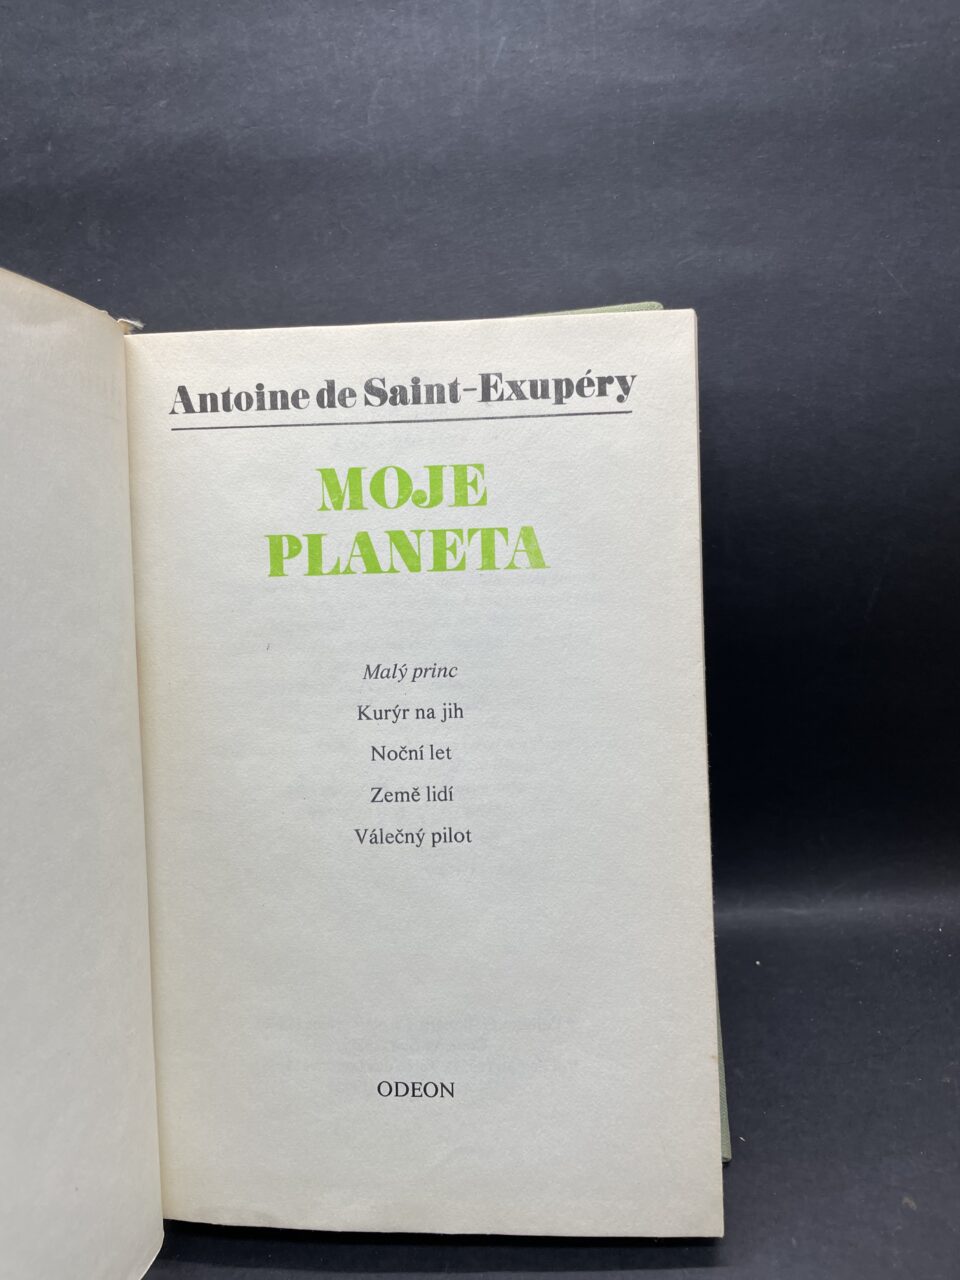 Antoine de Saint-Exupéry
MOJE
PLANETA
Malý princ
Kurýr na jih
Noční let
Země lidí
Válečný pilot
ODEON